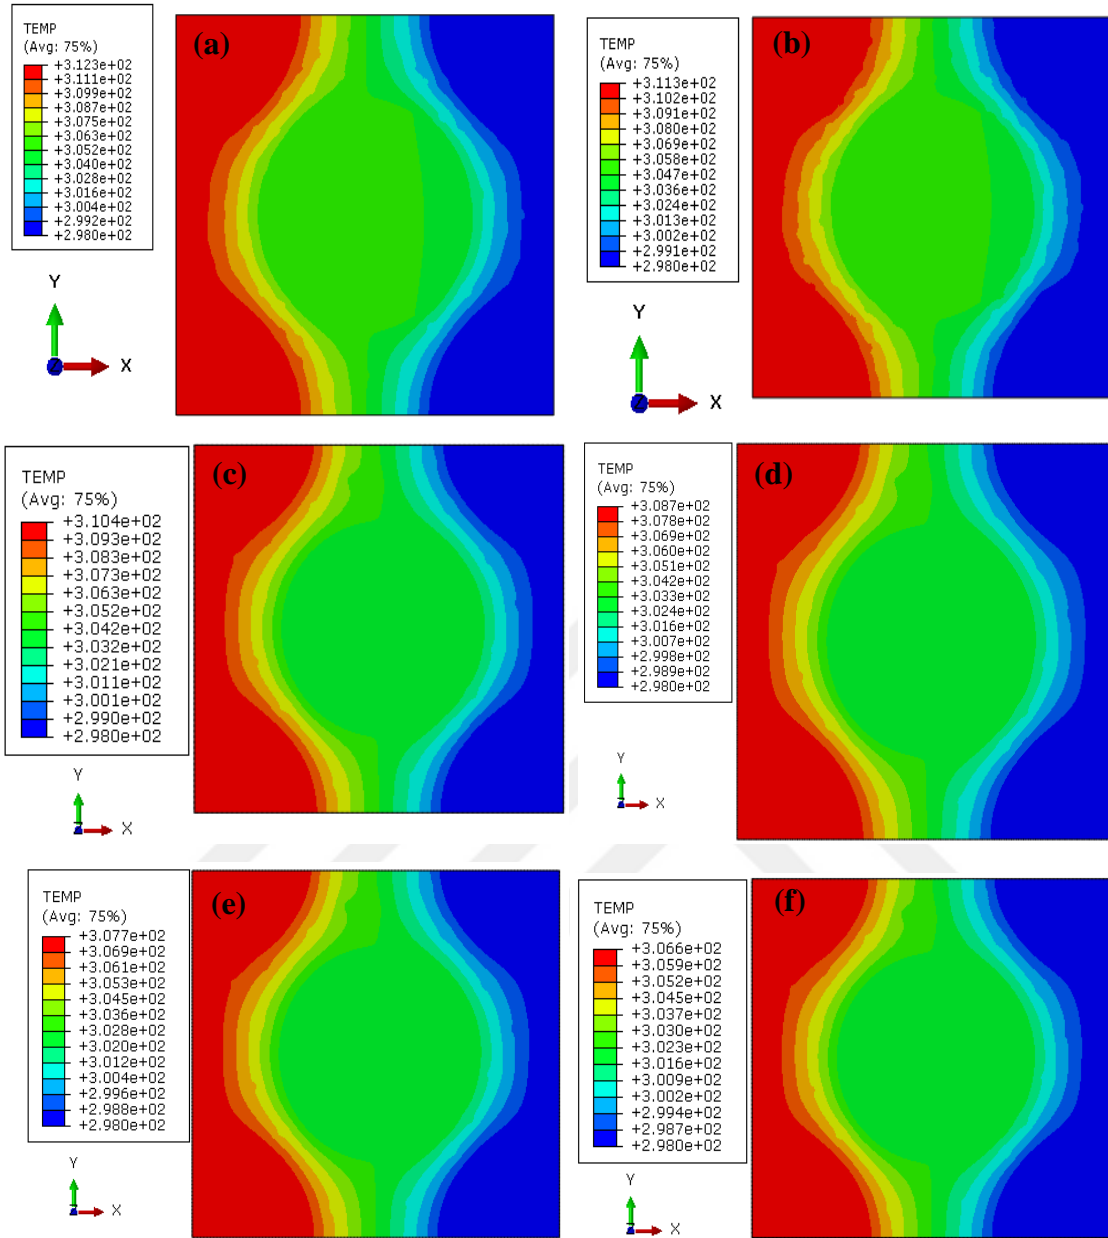 (a)
TEMP
(Avg: 75%)
+3.123e+02
+3.111e+02
+3.099e+02
+3.087e+02
+3.075e+02
+3.063e+02
+3.052e+02
+3.040e+02
+3.028e+02
+3.016e+02
+3.004e+02
+2.992e+02
+2.980e+02
Y
Z
X
(b)
TEMP
(Avg: 75%)
+3.113e+02
+3.102e+02
+3.091e+02
+3.080e+02
+3.069e+02
+3.058e+02
+3.047e+02
+3.036e+02
+3.024e+02
+3.013e+02
+3.002e+02
+2.991e+02
+2.980e+02
Y
Z
X
(c)
TEMP
(Avg: 75%)
+3.104e+02
+3.093e+02
+3.083e+02
+3.073e+02
+3.063e+02
+3.052e+02
+3.042e+02
+3.032e+02
+3.021e+02
+3.011e+02
+3.001e+02
+2.990e+02
+2.980e+02
Y
Z
X
(d)
TEMP
(Avg: 75%)
+3.087e+02
+3.078e+02
+3.069e+02
+3.060e+02
+3.051e+02
+3.042e+02
+3.033e+02
+3.024e+02
+3.016e+02
+3.007e+02
+2.998e+02
+2.989e+02
+2.980e+02
Y
Z
X
(e)
TEMP
(Avg: 75%)
+3.077e+02
+3.069e+02
+3.061e+02
+3.053e+02
+3.045e+02
+3.036e+02
+3.028e+02
+3.020e+02
+3.012e+02
+3.004e+02
+2.996e+02
+2.988e+02
+2.980e+02
Y
Z
X
(f)
TEMP
(Avg: 75%)
+3.066e+02
+3.059e+02
+3.052e+02
+3.045e+02
+3.037e+02
+3.030e+02
+3.023e+02
+3.016e+02
+3.009e+02
+3.002e+02
+2.994e+02
+2.987e+02
+2.980e+02
Y
Z
X